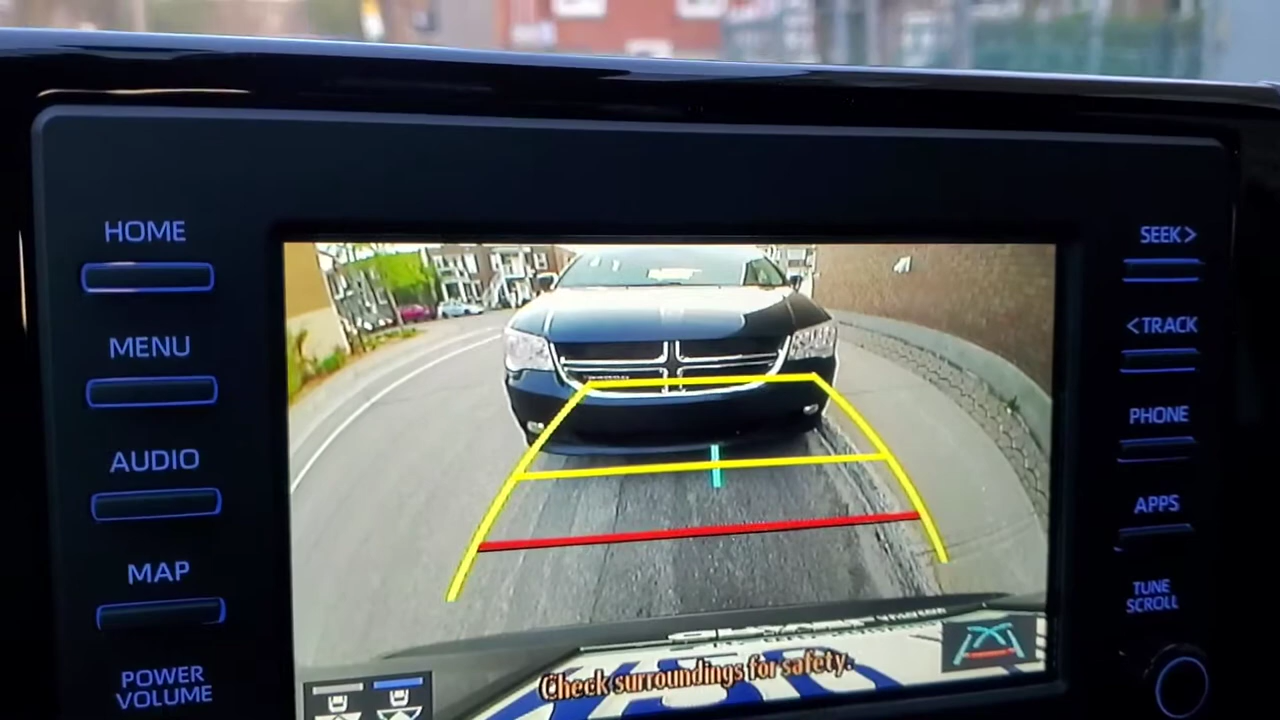 HOME
MENU
AUDIO
MAP
POWER
VOLUME
SEEK>
<TRACK
PHONE
APPS
TUNE
SCROLL
Check surroundings for safety.